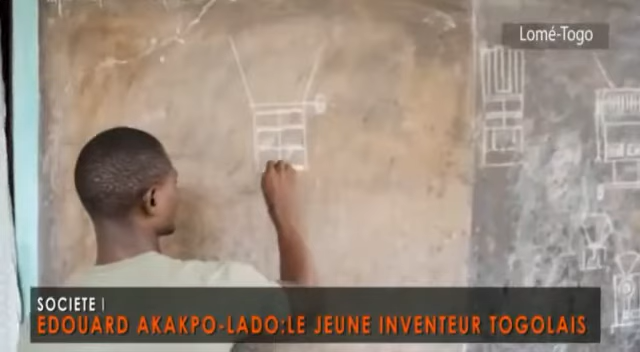 Lomé-Togo
SOCIETE |
EDOUARD AKAKPO-LADO:LE JEUNE INVENTEUR TOGOLAIS